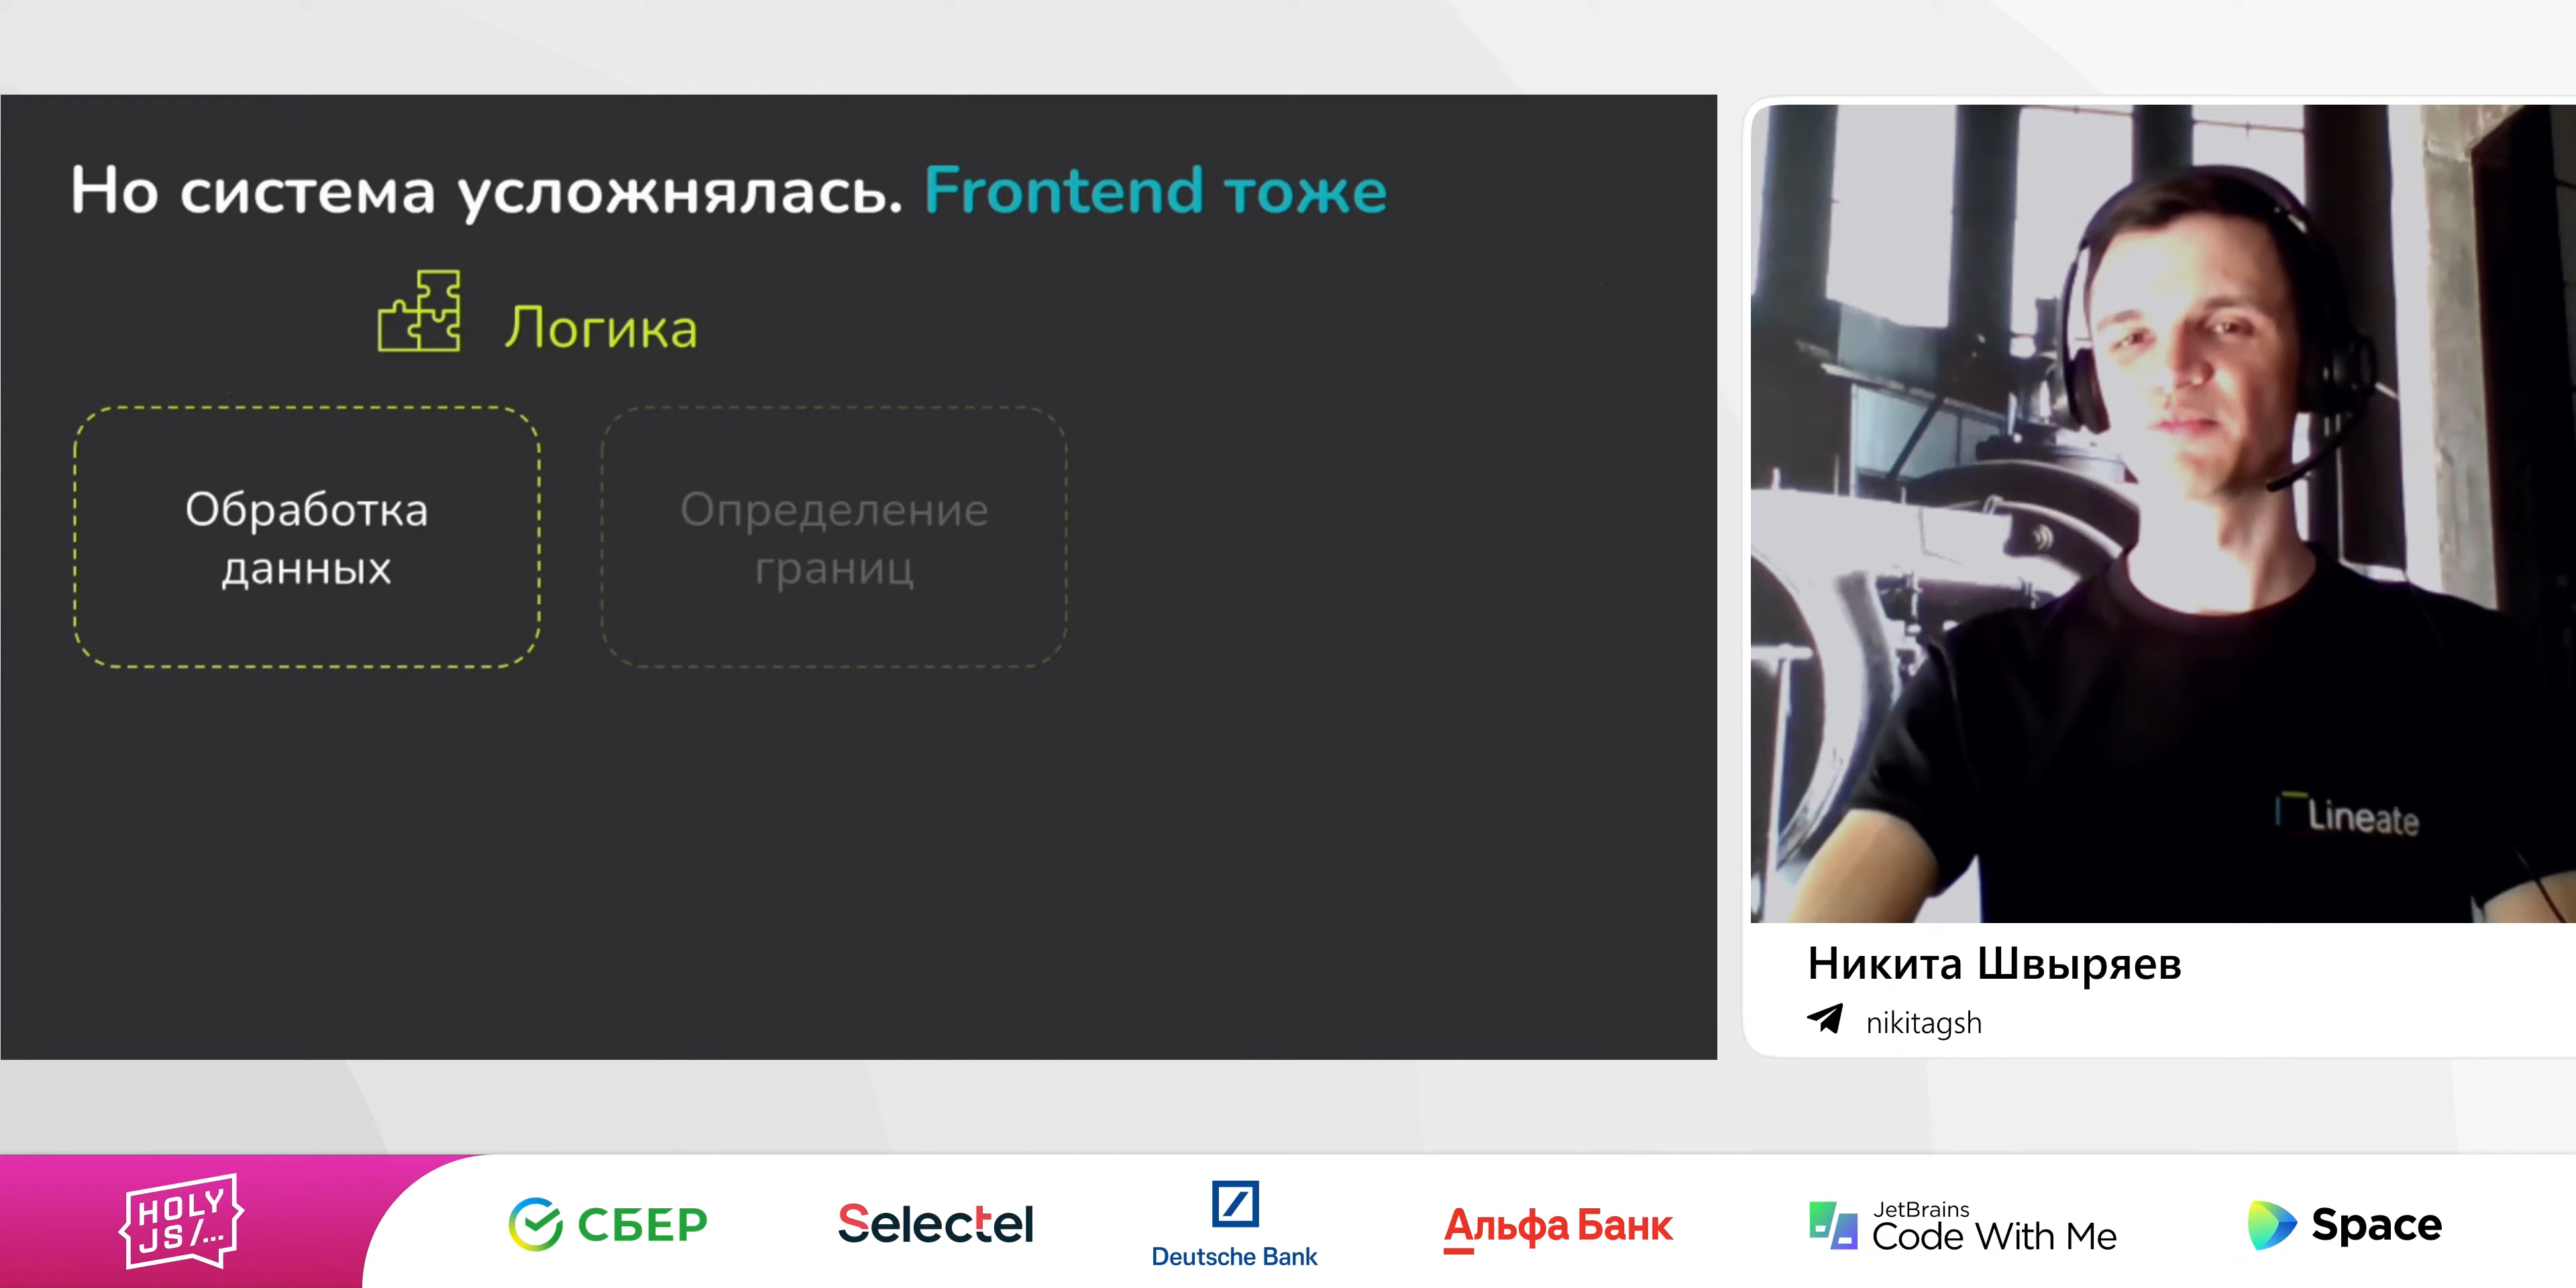 Но система усложнялась. Frontend тоже
Логика
Обработка
данных
Определение
границ
Lineate
Никита Швыряев
nikitagsh
HOLY
JS/...
СБЕР
Selectel
Deutsche Bank
Альфа Банк
JetBrains
Code With Me
Space